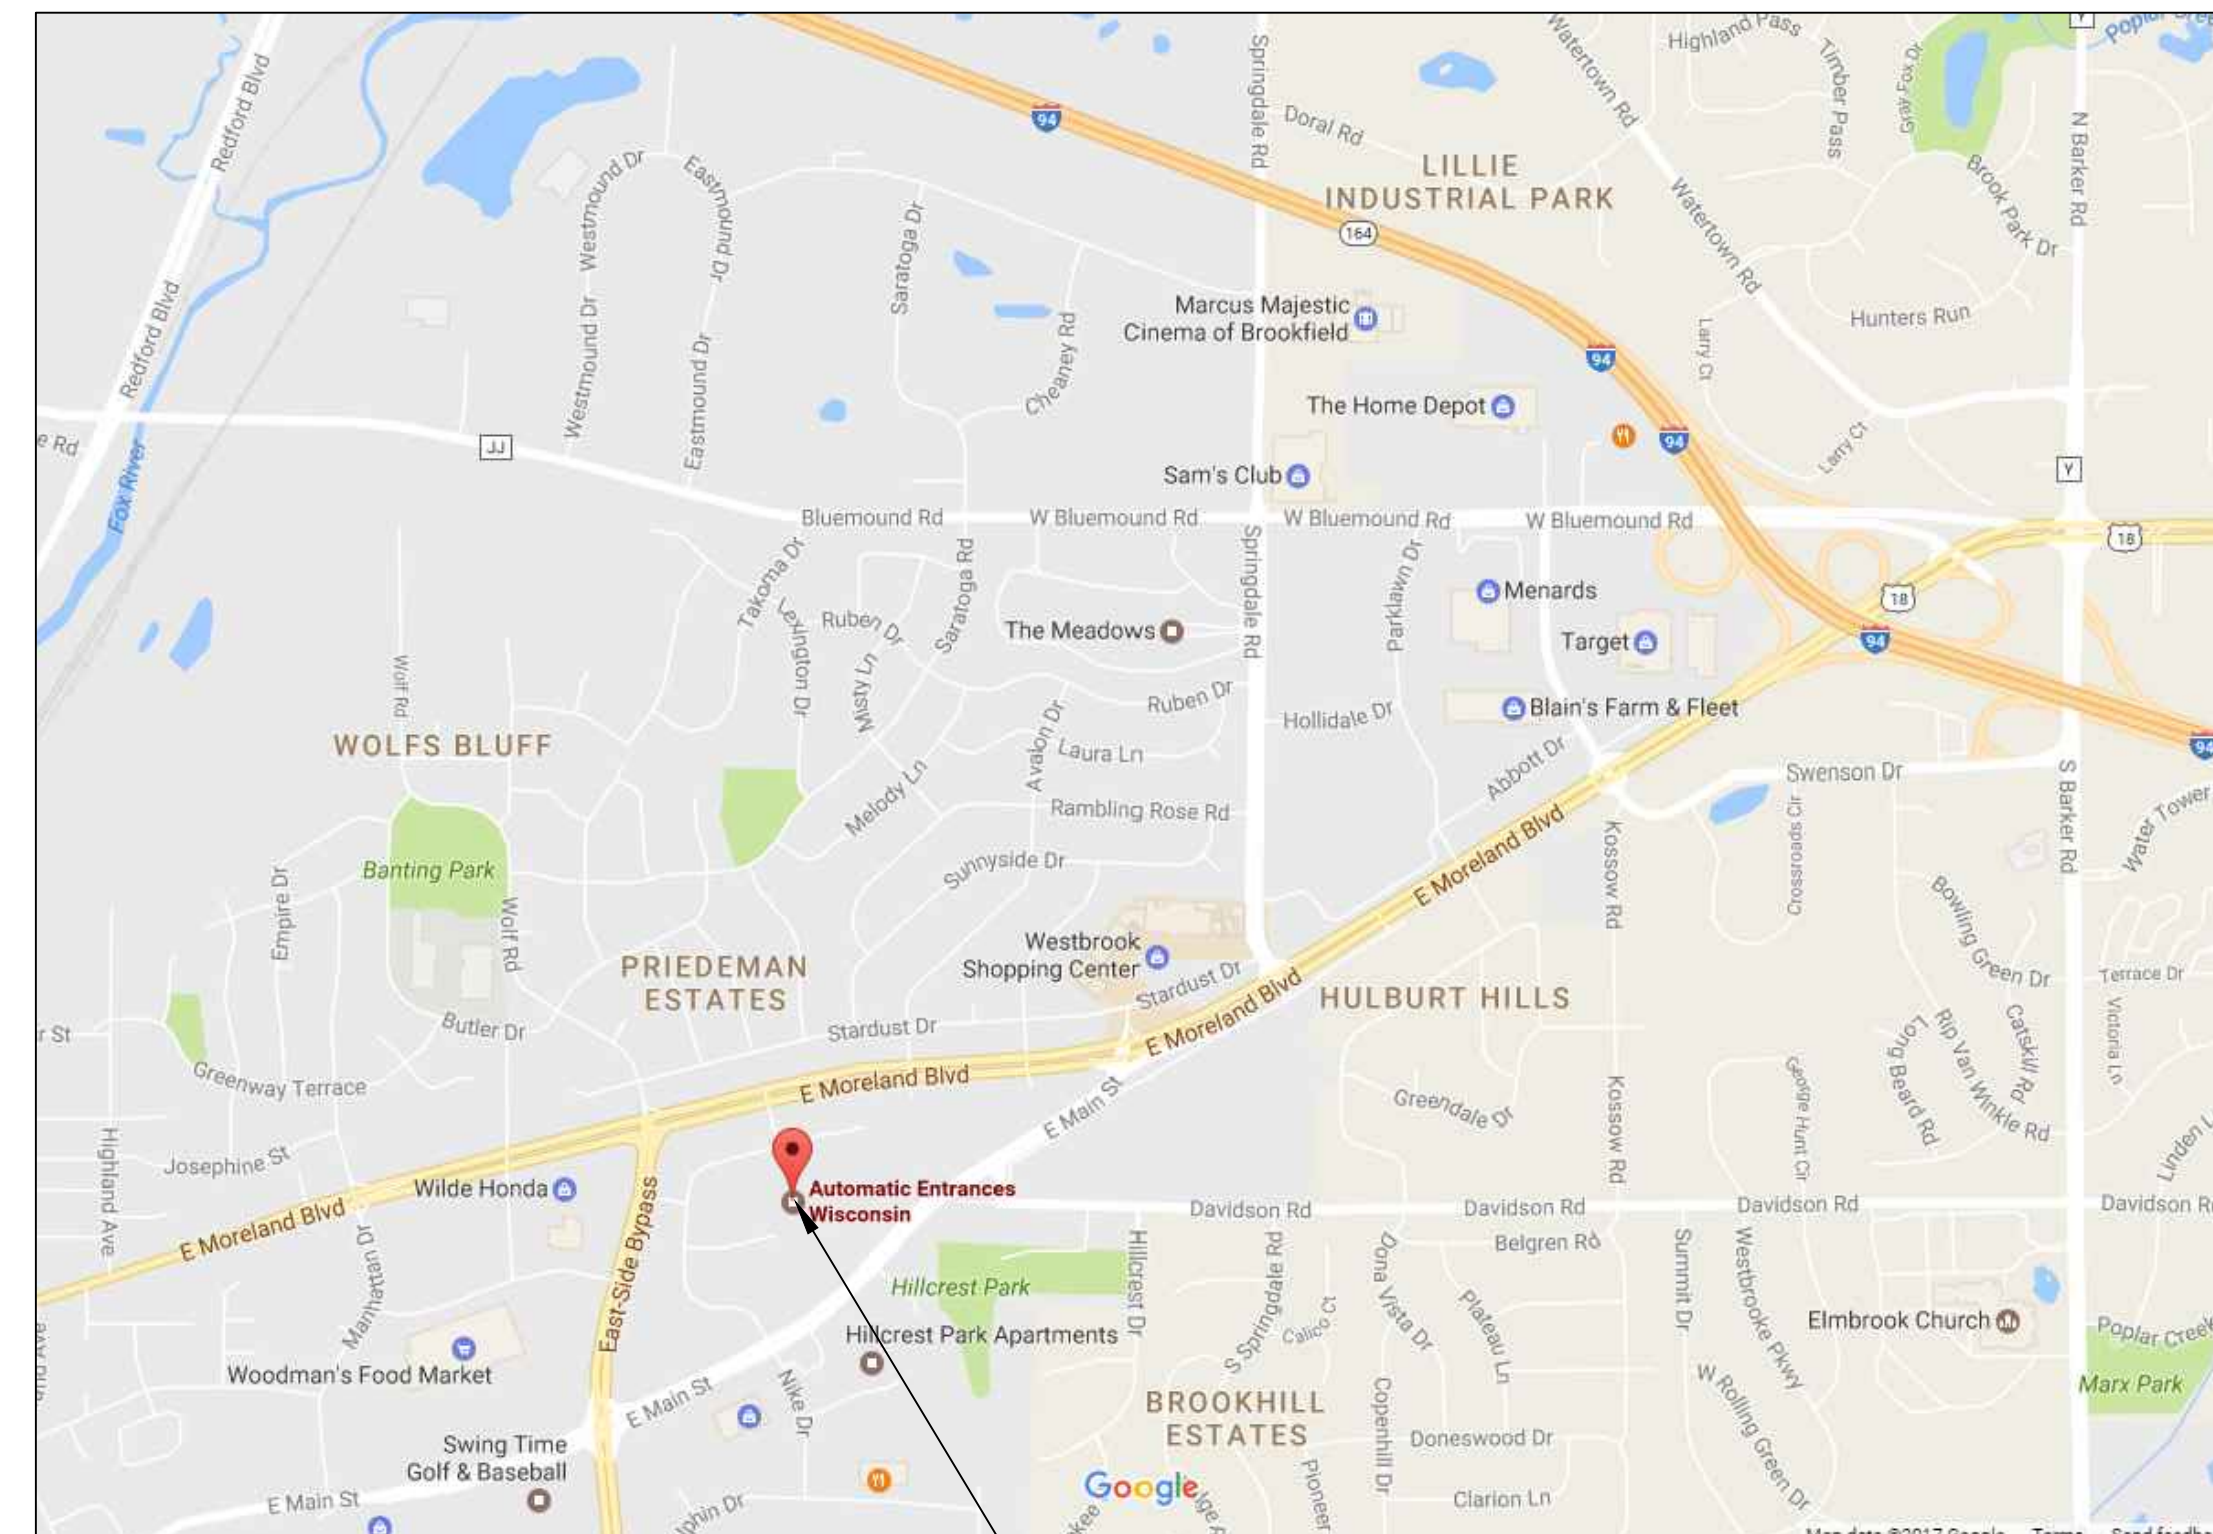 Redford Blvd
Springdale Rd
Watertown Rd
Highland Pass
Timber Pass
Gray Fox Dr
Y
94
Doral Rd
N Barker Rd
LILLIE
INDUSTRIAL PARK
Westmound Dr
Eastmound Dr
Saratoga Dr
164
Watertown Rd
Brook Park Dr
Redford Blvd
Westmound Dr
Eastmound Dr
Cheaney Rd
Marcus Majestic
Cinema of Brookfield
94
Larry Ct
Hunters Run
The Home Depot
94
Larry Ct
e Rd
JJ
Fox River
Sam's Club
Y
Bluemound Rd
W Bluemound Rd
W Bluemound Rd
W Bluemound Rd
18
Takoma Dr
Saratoga Rd
Springdale Rd
Parklawn Dr
Menards
18
Lexington Dr
Ruben Dr
The Meadows
Target
94
Wolf Rd
Misty Ln
Ruben Dr
Hollidale Dr
Blain's Farm & Fleet
94
WOLFS BLUFF
Avalon Dr
Laura Ln
Abbott Dr
Swenson Dr
S Barker Rd
Melody Ln
Rambling Rose Rd
E Moreland Blvd
Kossow Rd
Crossroads Cir
Water Tower
Banting Park
Empire Dr
Sunnyside Dr
Wolf Rd
Bowling Green Dr
Westbrook
Shopping Center
PRIEDEMAN
ESTATES
Stardust Dr
HULBURT HILLS
Terrace Dr
r St
Butler Dr
Stardust Dr
E Moreland Blvd
Long Beard Rd
Rip Van Winkle Rd
Catskill Rd
Victoria Ln
Greenway Terrace
E Moreland Blvd
E Main St
Greendale Dr
Kossow Rd
George Hunt Cir
Highland Ave
Josephine St
Linden L
Wilde Honda
Automatic Entrances
Wisconsin
Davidson Rd
Davidson Rd
Davidson Rd
Davidson R
E Moreland Blvd
Manhattan Dr
East-Side Bypass
Hillcrest Park
Hillcrest Dr
S Springdale Rd
Dona Vista Dr
Belgren Rd
Summit Dr
Westbrooke Pkwy
Calico Ct
Plateau Ln
Elmbrook Church
Poplar Creek
Hillcrest Park Apartments
Woodman's Food Market
Marx Park
E Main St
Nike Dr
BROOKHILL
ESTATES
Copenhill Dr
W Rolling Green Dr
Doneswood Dr
Swing Time
Golf & Baseball
Google
Pioneer
Clarion Ln
E Main St
phin Dr
kee